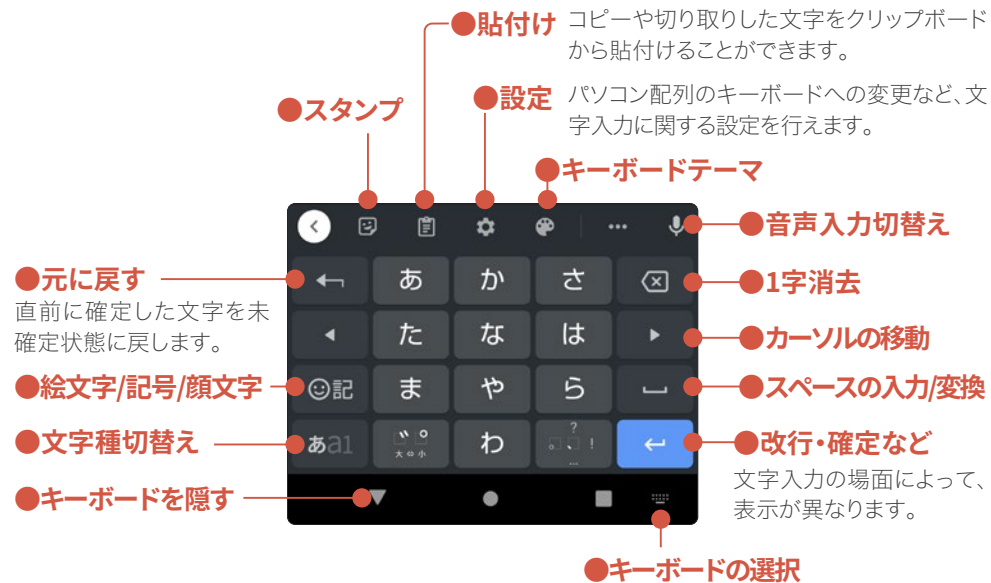 ●貼付け
コピーや切り取りした文字をクリップボード
から貼付けることができます。
●設定
パソコン配列のキーボードへの変更など、文
字入力に関する設定を行えます。
●スタンプ
●キーボードテーマ
●音声入力切替え
●元に戻す
直前に確定した文字を未
確定状態に戻します。
あ か さ
●1字消去
た な は
●カーソルの移動
●絵文字/記号/顔文字
☺記 ま や ら
●スペースの入力/変換
●文字種切替え
あa1 ゛゜ わ 。、?!…
大⇔小
●改行・確定など
文字入力の場面によって、
表示が異なります。
●キーボードを隠す
●キーボードの選択